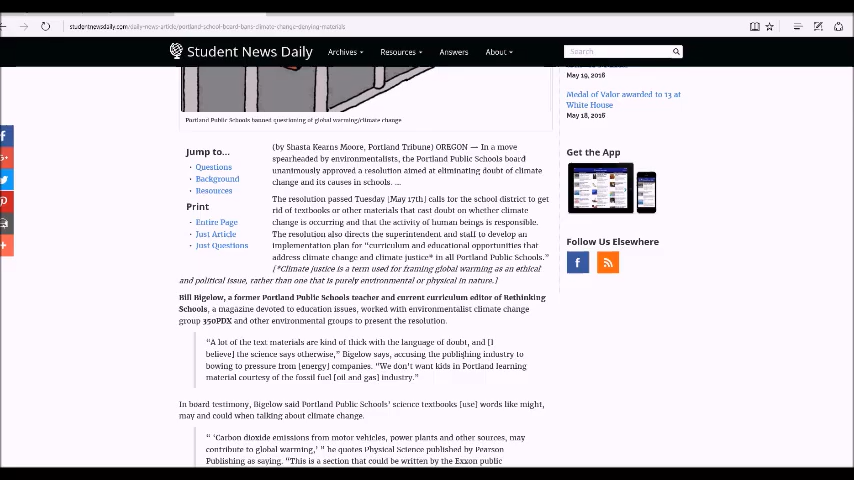 studentnewsdaily.com/daily-news-article/portland-school-board-bans-climate-change-denying-materials
Student News Daily
Archives
Resources
Answers
About
Search
May 19, 2016
Medal of Valor awarded to 13 at
White House
May 18, 2016
Portland Public Schools banned questioning of global warming/climate change
Jump to...
Questions
Background
Resources
Print
Entire Page
Just Article
Just Questions
(by Shasta Kearns Moore, Portland Tribune) OREGON — In a move
spearheaded by environmentalists, the Portland Public Schools board
unanimously approved a resolution aimed at eliminating doubt of climate
change and its causes in schools. ...
The resolution passed Tuesday [May 17th] calls for the school district to get
rid of textbooks or other materials that cast doubt on whether climate
change is occurring and that the activity of human beings is responsible.
The resolution also directs the superintendent and staff to develop an
implementation plan for “curriculum and educational opportunities that
address climate change and climate justice* in all Portland Public Schools.”
[*Climate justice is a term used for framing global warming as an ethical
and political issue, rather than one that is purely environmental or physical in nature.]
Bill Bigelow, a former Portland Public Schools teacher and current curriculum editor of Rethinking
Schools, a magazine devoted to education issues, worked with environmentalist climate change
group 350PDX and other environmental groups to present the resolution.
“A lot of the text materials are kind of thick with the language of doubt, and [I
believe] the science says otherwise,” Bigelow says, accusing the publishing industry to
bowing to pressure from [energy] companies. “We don’t want kids in Portland learning
material courtesy of the fossil fuel [oil and gas] industry.”
In board testimony, Bigelow said Portland Public Schools’ science textbooks [use] words like might,
may and could when talking about climate change.
“ ‘Carbon dioxide emissions from motor vehicles, power plants and other sources, may
contribute to global warming,’ ” he quotes Physical Science published by Pearson
Publishing as saying. “This is a section that could be written by the Exxon public
Get the App
Follow Us Elsewhere